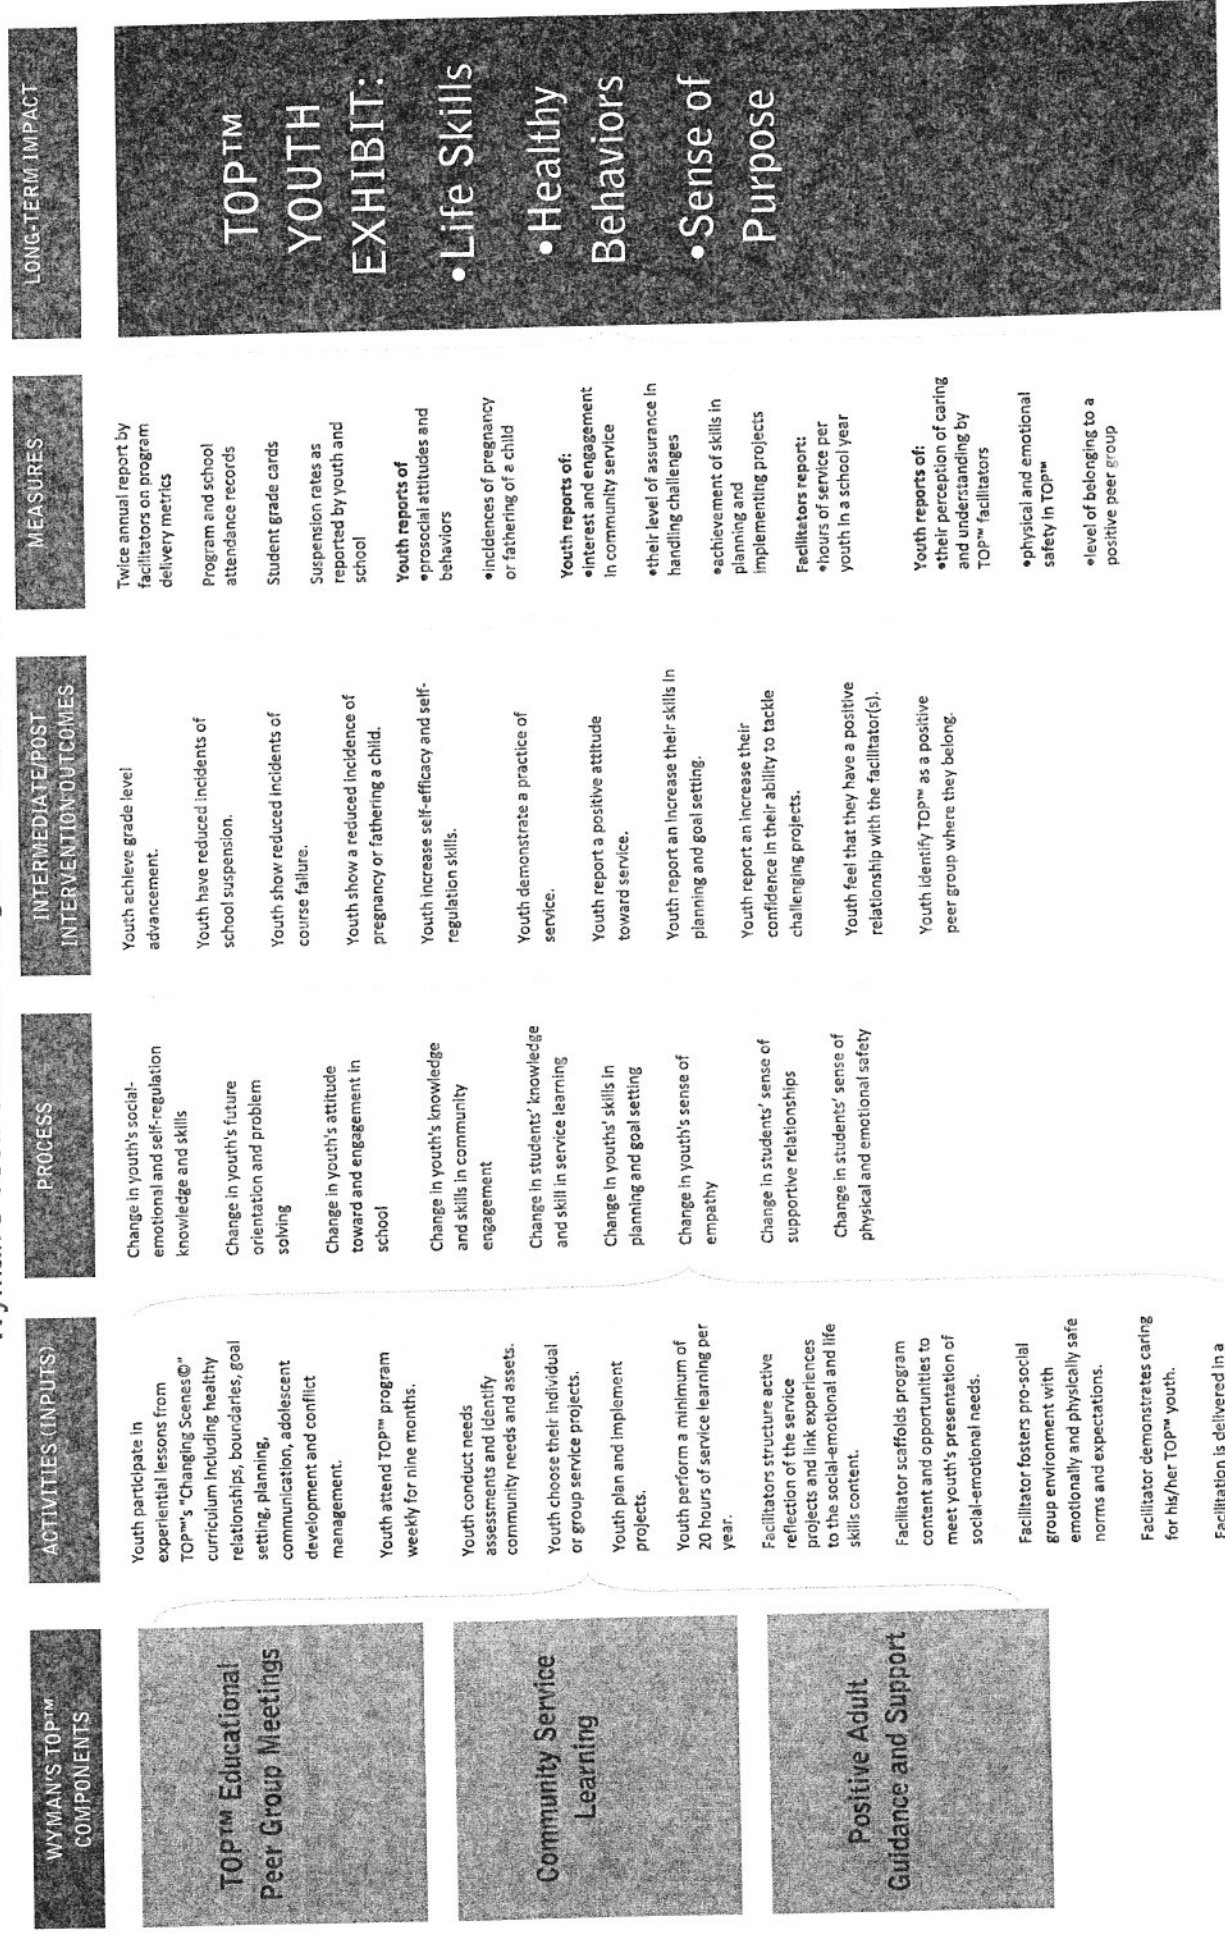 WYMAN'S TOP™
COMPONENTS
TOP™ Educational
Peer Group Meetings
Community Service
Learning
Positive Adult
Guidance and Support
ACTIVITIES (INPUTS)
Youth participate in
experiential lessons from
TOP™'s "Changing Scenes©"
curriculum including healthy
relationships, boundaries, goal
setting, planning,
communication, adolescent
development and conflict
management.
Youth attend TOP™ program
weekly for nine months.
Youth conduct needs
assessments and identify
community needs and assets.
Youth choose their individual
or group service projects.
Youth plan and implement
projects.
Youth perform a minimum of
20 hours of service learning per
year.
Facilitators structure active
reflection of the service
projects and link experiences
to the social-emotional and life
skills content.
Facilitator scaffolds program
content and opportunities to
meet youth's presentation of
social-emotional needs.
Facilitator fosters pro-social
group environment with
emotionally and physically safe
norms and expectations.
Facilitator demonstrates caring
for his/her TOP™ youth.
Facilitation is delivered in a
PROCESS
Change in youth's social-
emotional and self-regulation
knowledge and skills
Change in youth's future
orientation and problem
solving
Change in youth's attitude
toward and engagement in
school
Change in youth's knowledge
and skills in community
engagement
Change in students' knowledge
and skill in service learning
Change in youths' skills in
planning and goal setting
Change in youth's sense of
empathy
Change in students' sense of
supportive relationships
Change in students' sense of
physical and emotional safety
INTERMEDIATE/POST
INTERVENTION OUTCOMES
Youth achieve grade level
advancement.
Youth have reduced incidents of
school suspension.
Youth show reduced incidents of
course failure.
Youth show a reduced incidence of
pregnancy or fathering a child.
Youth increase self-efficacy and self-
regulation skills.
Youth demonstrate a practice of
service.
Youth report a positive attitude
toward service.
Youth report an increase their skills in
planning and goal setting.
Youth report an increase their
confidence in their ability to tackle
challenging projects.
Youth feel that they have a positive
relationship with the facilitator(s).
Youth identify TOP™ as a positive
peer group where they belong.
MEASURES
Twice annual report by
facilitators on program
delivery metrics
Program and school
attendance records
Student grade cards
Suspension rates as
reported by youth and
school
Youth reports of
•prosocial attitudes and
behaviors
•incidences of pregnancy
or fathering of a child
Youth reports of:
•interest and engagement
in community service
•their level of assurance in
handling challenges
•achievement of skills in
planning and
implementing projects
Facilitators report:
•hours of service per
youth in a school year
Youth reports of:
•their perception of caring
and understanding by
TOP™ facilitators
•physical and emotional
safety in TOP™
•level of belonging to a
positive peer group
LONG-TERM IMPACT
TOP™
YOUTH
EXHIBIT:
•Life Skills
•Healthy
Behaviors
•Sense of
Purpose